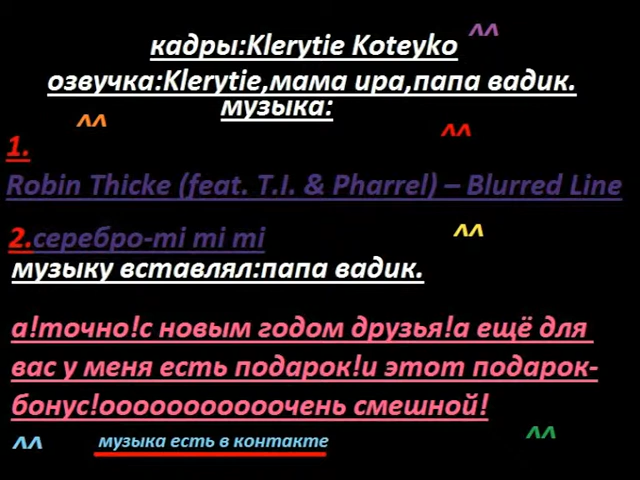 кадры:Klerytie Koteyko ^^
озвучка:Klerytie,мама ира,папа вадик.
музыка:
^^ ^^
1.
Robin Thicke (feat. T.I. & Pharrel) – Blurred Line
2.серебро-mi mi mi ^^
музыку вставлял:папа вадик.
а!точно!с новым годом друзья!а ещё для
вас у меня есть подарок!и этот подарок-
бонус!ооооооооооочень смешной!
^^ музыка есть в контакте ^^